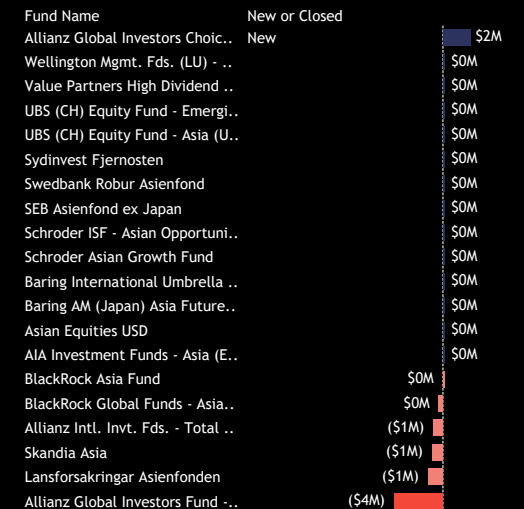 Fund Name New or Closed
Allianz Global Investors Choic.. New $2M
Wellington Mgmt. Fds. (LU) - .. $0M
Value Partners High Dividend .. $0M
UBS (CH) Equity Fund - Emergi.. $0M
UBS (CH) Equity Fund - Asia (U.. $0M
Sydinvest Fjernosten $0M
Swedbank Robur Asienfond $0M
SEB Asienfond ex Japan $0M
Schroder ISF - Asian Opportuni.. $0M
Schroder Asian Growth Fund $0M
Baring International Umbrella .. $0M
Baring AM (Japan) Asia Future.. $0M
Asian Equities USD $0M
AIA Investment Funds - Asia (E.. $0M
BlackRock Asia Fund $0M
BlackRock Global Funds - Asia.. $0M
Allianz Intl. Invt. Fds. - Total .. ($1M)
Skandia Asia ($1M)
Lansforsakringar Asienfonden ($1M)
Allianz Global Investors Fund -.. ($4M)